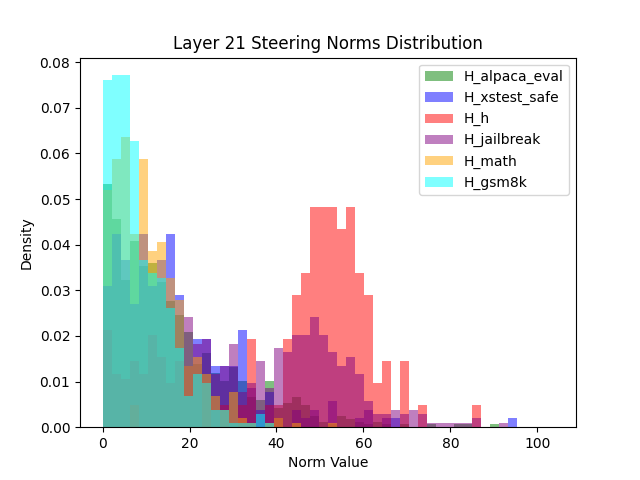 Layer 21 Steering Norms Distribution
0.08
0.07
0.06
0.05
0.04
0.03
0.02
0.01
0.00
Density
H_alpaca_eval
H_xstest_safe
H_h
H_jailbreak
H_math
H_gsm8k
0 20 40 60 80 100
Norm Value